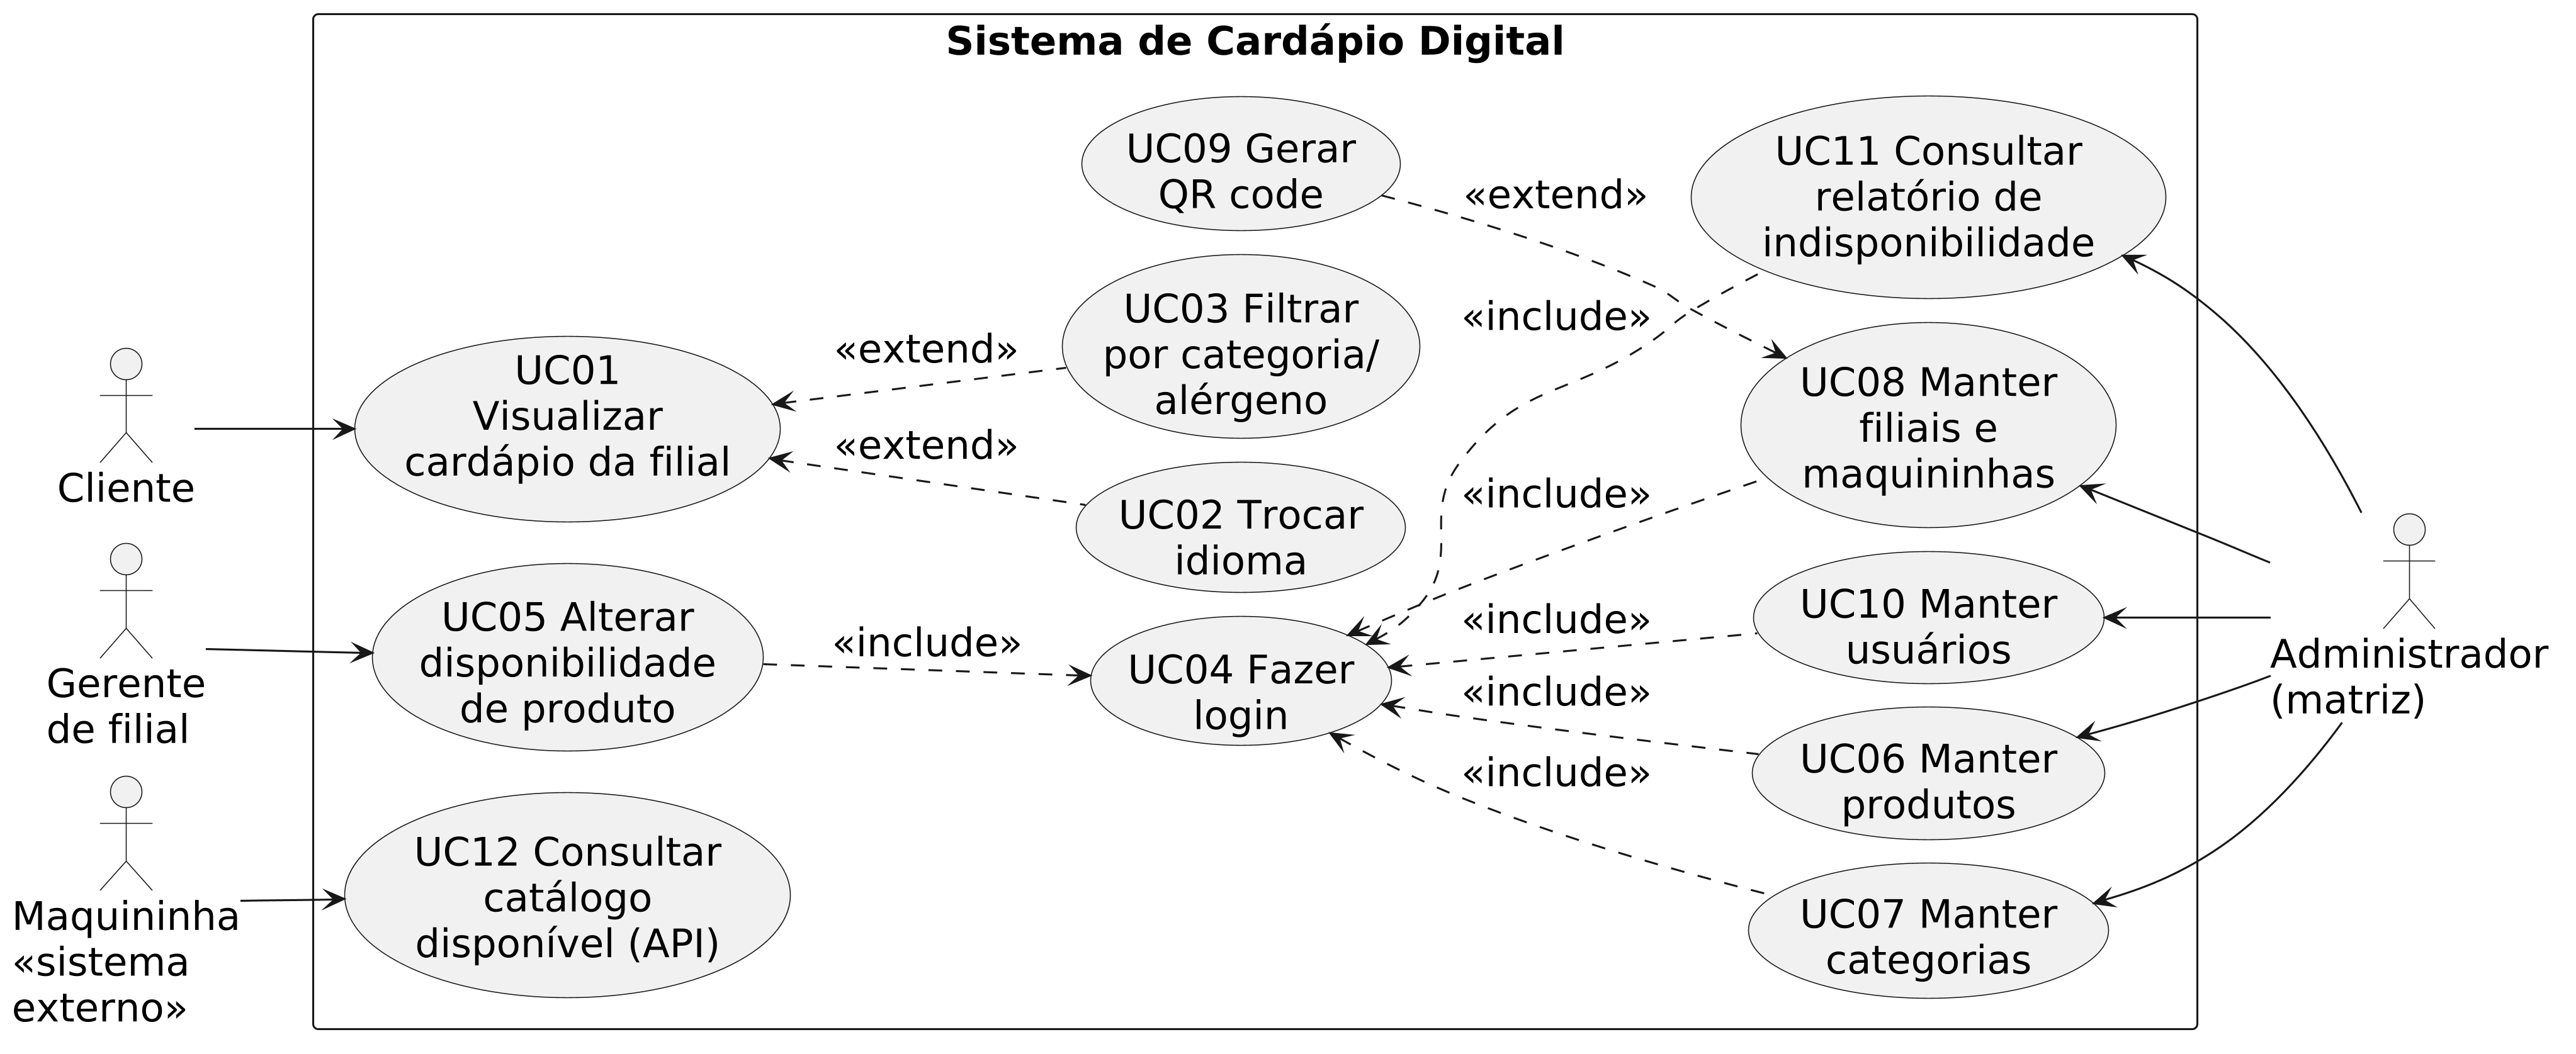 Sistema de Cardápio Digital
UC09 Gerar
QR code
«extend»
UC11 Consultar
relatório de
indisponibilidade
UC03 Filtrar
por categoria/
alérgeno
«include»
«extend»
UC01
Visualizar
cardápio da filial
UC08 Manter
filiais e
maquininhas
«extend»
Cliente
UC02 Trocar
idioma
«include»
UC05 Alterar
disponibilidade
de produto
UC10 Manter
usuários
«include»
«include»
Gerente
de filial
UC04 Fazer
login
Administrador
(matriz)
«include»
UC06 Manter
produtos
«include»
UC12 Consultar
catálogo
disponível (API)
Maquininha
«sistema
externo»
UC07 Manter
categorias